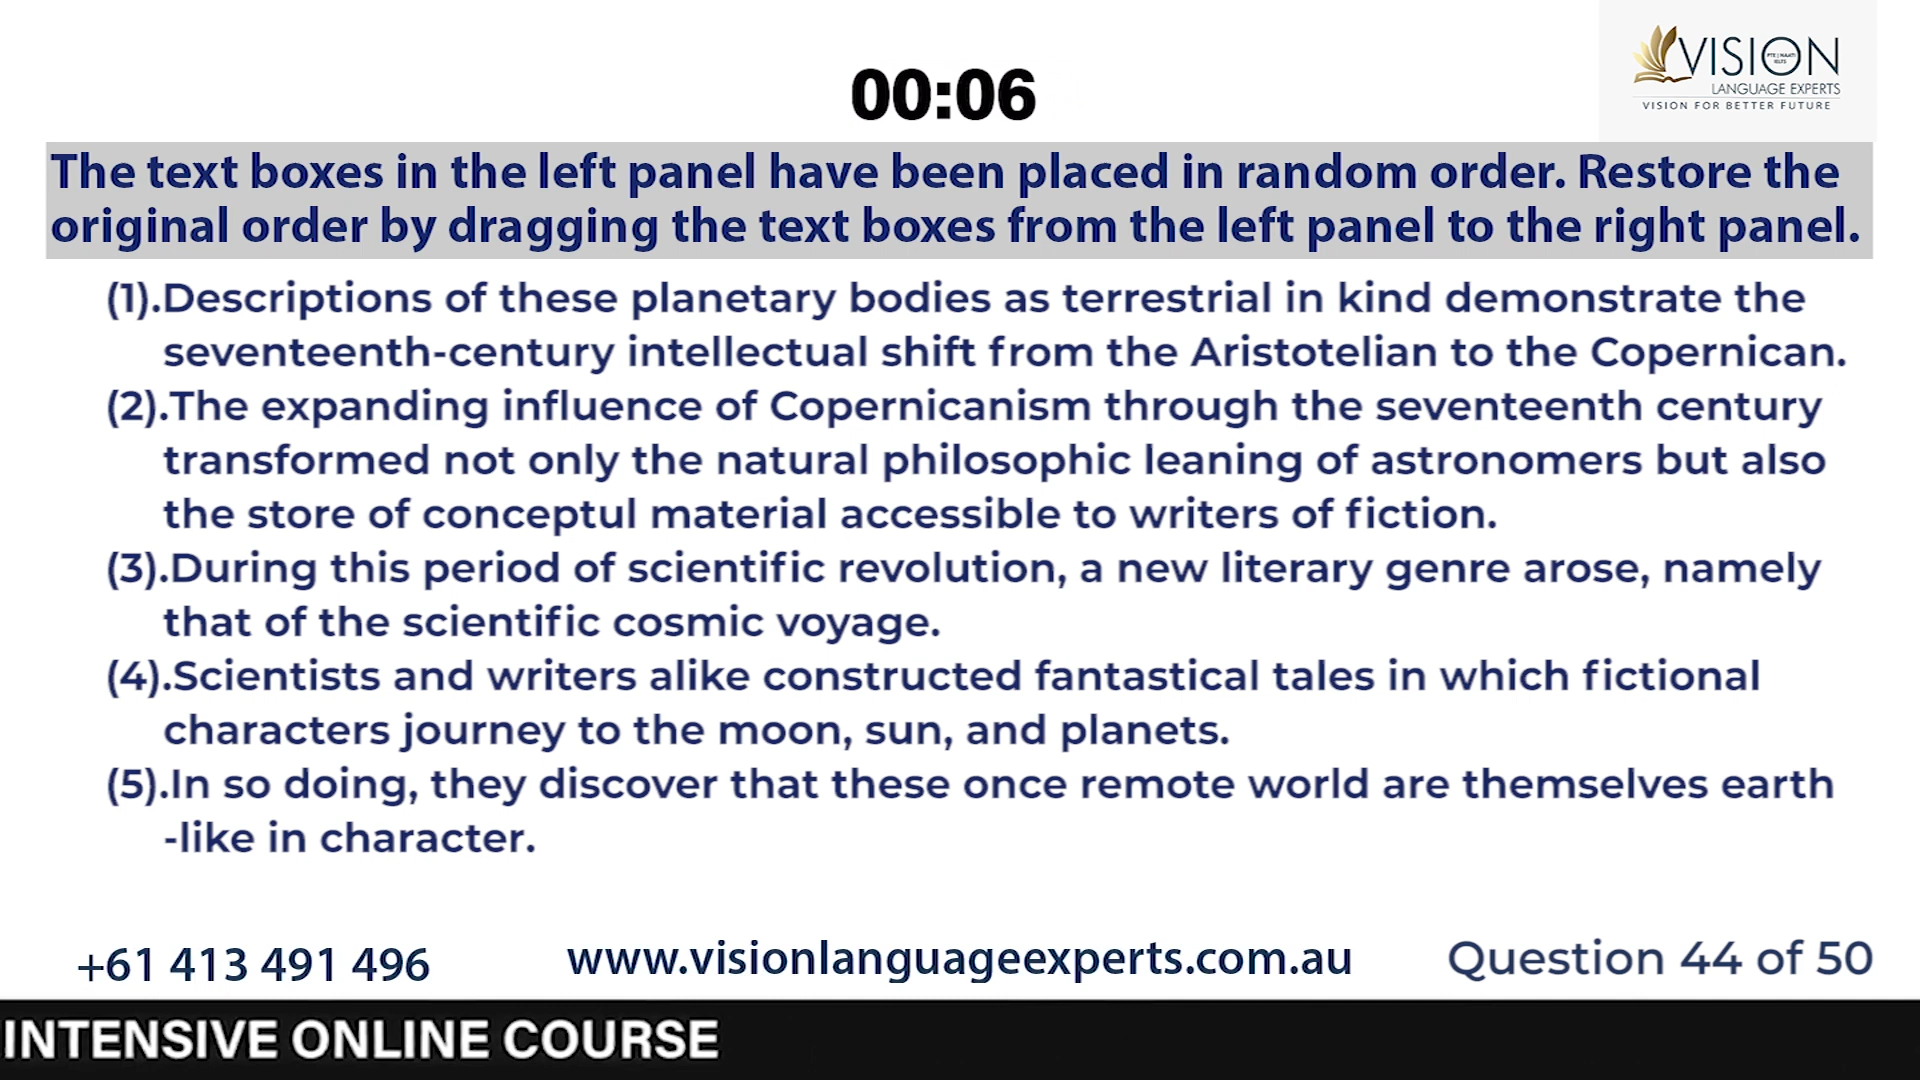 VISION
PTE | NAATI
IELTS
LANGUAGE EXPERTS
VISION FOR BETTER FUTURE
00:06
The text boxes in the left panel have been placed in random order. Restore the
original order by dragging the text boxes from the left panel to the right panel.
(1).Descriptions of these planetary bodies as terrestrial in kind demonstrate the
seventeenth-century intellectual shift from the Aristotelian to the Copernican.
(2).The expanding influence of Copernicanism through the seventeenth century
transformed not only the natural philosophic leaning of astronomers but also
the store of conceptul material accessible to writers of fiction.
(3).During this period of scientific revolution, a new literary genre arose, namely
that of the scientific cosmic voyage.
(4).Scientists and writers alike constructed fantastical tales in which fictional
characters journey to the moon, sun, and planets.
(5).In so doing, they discover that these once remote world are themselves earth
-like in character.
+61 413 491 496
www.visionlanguageexperts.com.au
Question 44 of 50
INTENSIVE ONLINE COURSE